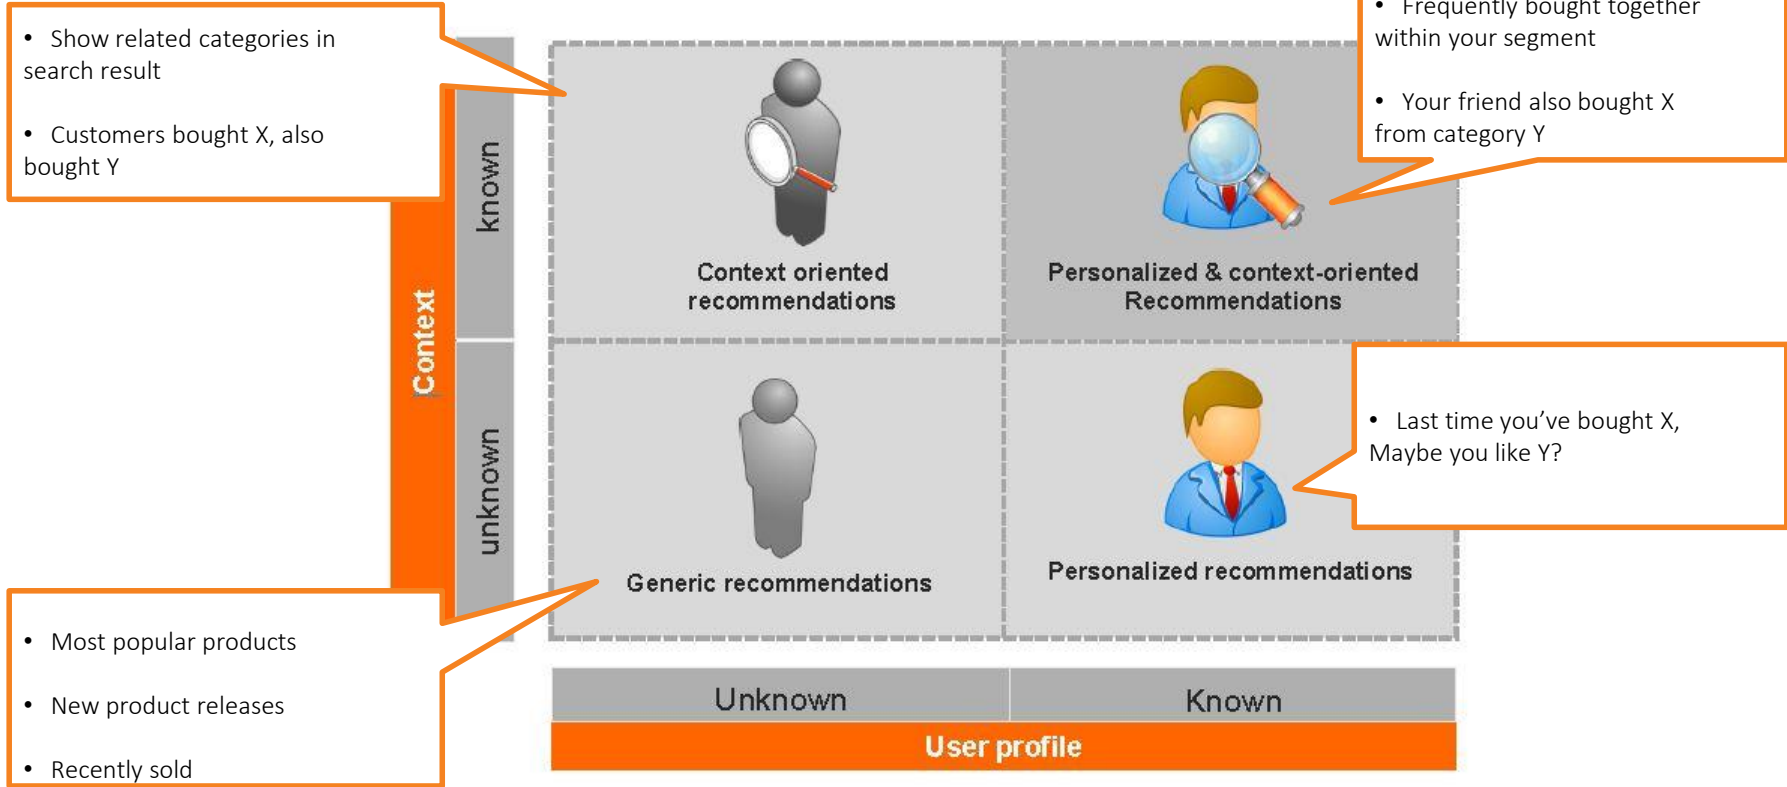 • Show related categories in
search result
• Customers bought X, also
bought Y
• Frequently bought together
within your segment
• Your friend also bought X
from category Y
Context
known
unknown
Context oriented
recommendations
Personalized & context-oriented
Recommendations
Generic recommendations
Personalized recommendations
• Last time you’ve bought X,
Maybe you like Y?
• Most popular products
• New product releases
• Recently sold
Unknown
Known
User profile